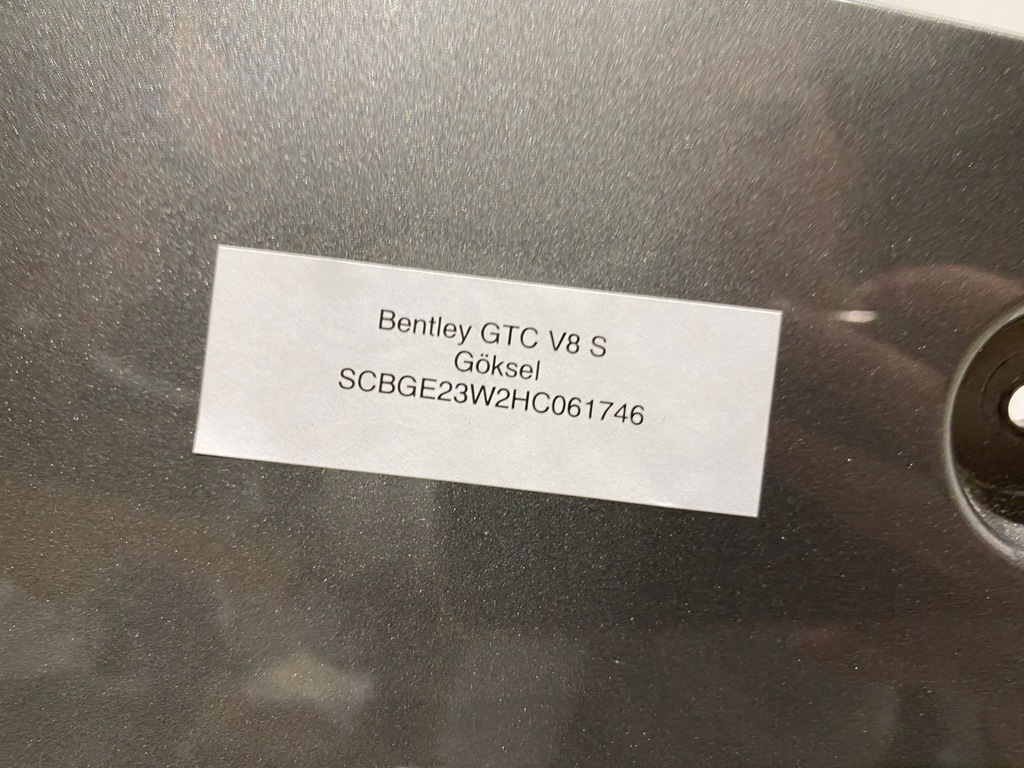 Bentley GTC V8 S
Göksel
SCBGE23W2HC061746